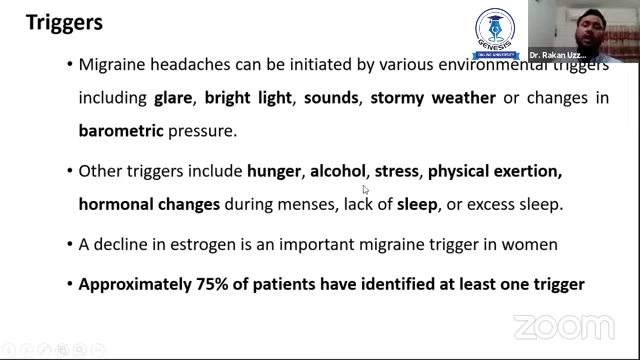 Triggers
GENESIS
ONLINE UNIVERSITY
Dr. Rakan Uzz...
• Migraine headaches can be initiated by various environmental triggers
including glare, bright light, sounds, stormy weather or changes in
barometric pressure.
• Other triggers include hunger, alcohol, stress, physical exertion,
hormonal changes during menses, lack of sleep, or excess sleep.
• A decline in estrogen is an important migraine trigger in women
• Approximately 75% of patients have identified at least one trigger
zoom